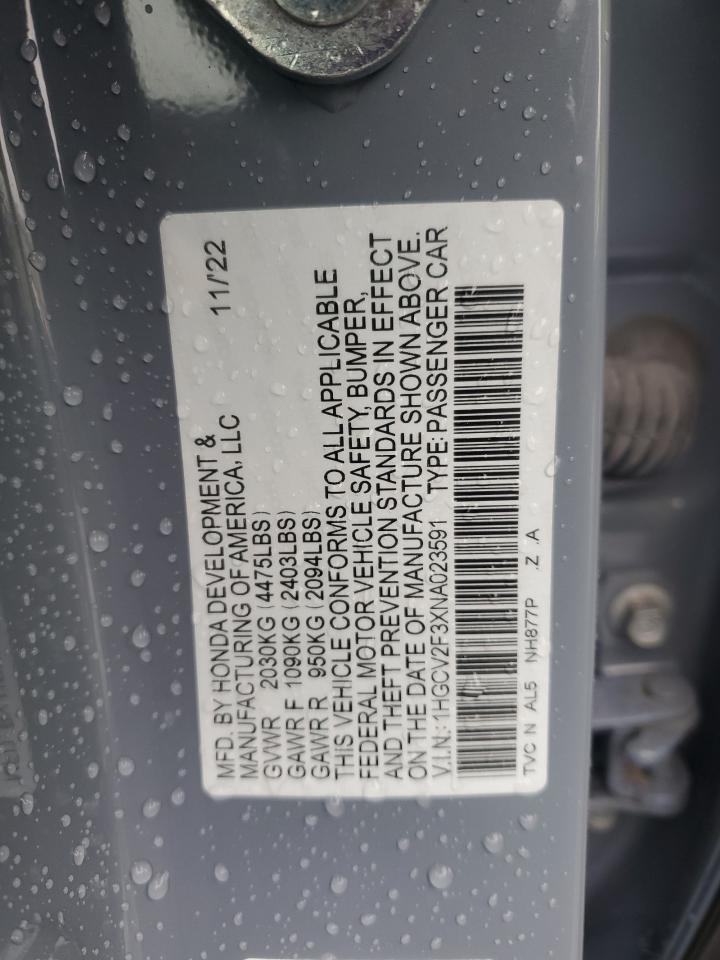 MFD. BY HONDA DEVELOPMENT & 11/'22
MANUFACTURING OF AMERICA, LLC
GVWR 2030KG (4475LBS)
GAWR F 1090KG (2403LBS)
GAWR R 950KG (2094LBS)
THIS VEHICLE CONFORMS TO ALL APPLICABLE
FEDERAL MOTOR VEHICLE SAFETY, BUMPER,
AND THEFT PREVENTION STANDARDS IN EFFECT
ON THE DATE OF MANUFACTURE SHOWN ABOVE.
V.I.N.: 1HGCV2F3XNA023591 TYPE: PASSENGER CAR
TVC N AL5 NH877P .Z .A